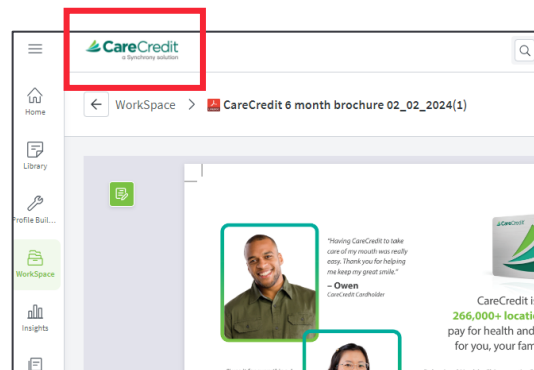 CareCredit
a Synchrony solution
Home
WorkSpace > CareCredit 6 month brochure 02_02_2024(1)
Library
Profile Buil...
WorkSpace
Insights
"Having CareCredit to take
care of my mouth was really
easy. Thank you for helping
me keep my great smile."
– Owen
CareCredit Cardholder
CareCredit
CareCredit i
266,000+ locati
pay for health and
for you, your fam